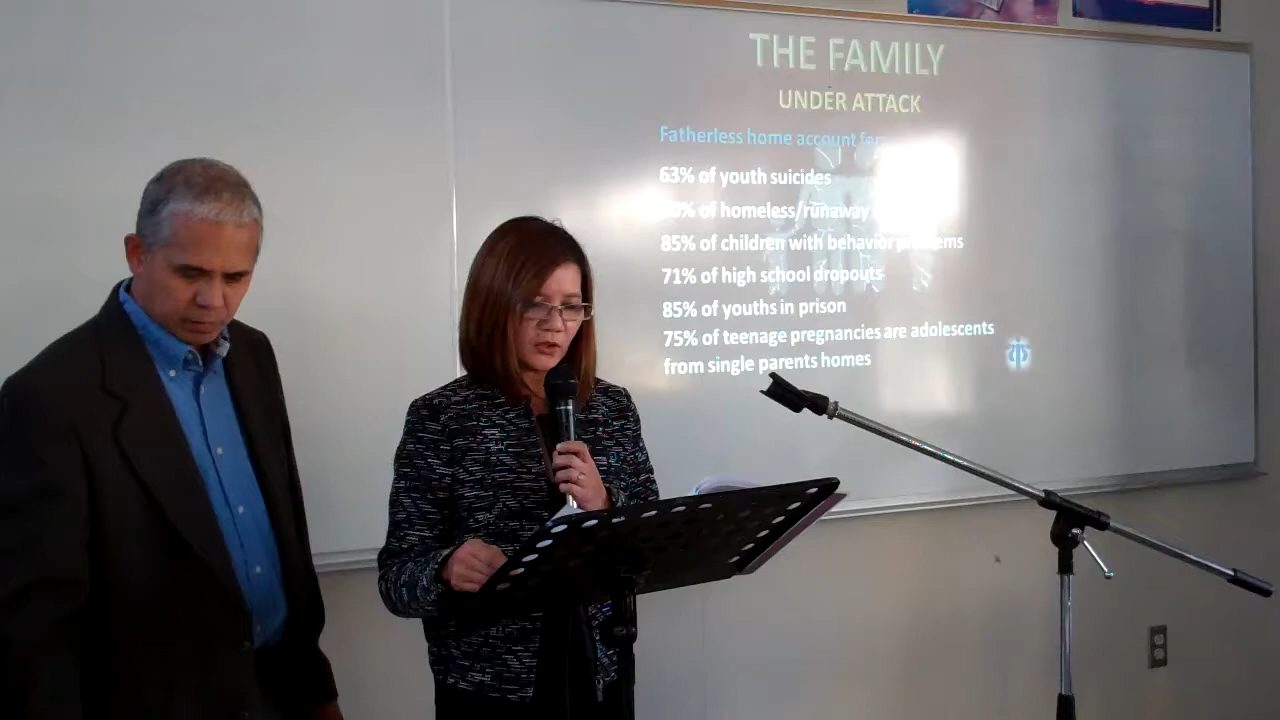 THE FAMILY
UNDER ATTACK
Fatherless home account for
63% of youth suicides
% of homeless/runaway
85% of children with behavior problems
71% of high school dropouts
85% of youths in prison
75% of teenage pregnancies are adolescents
from single parents homes